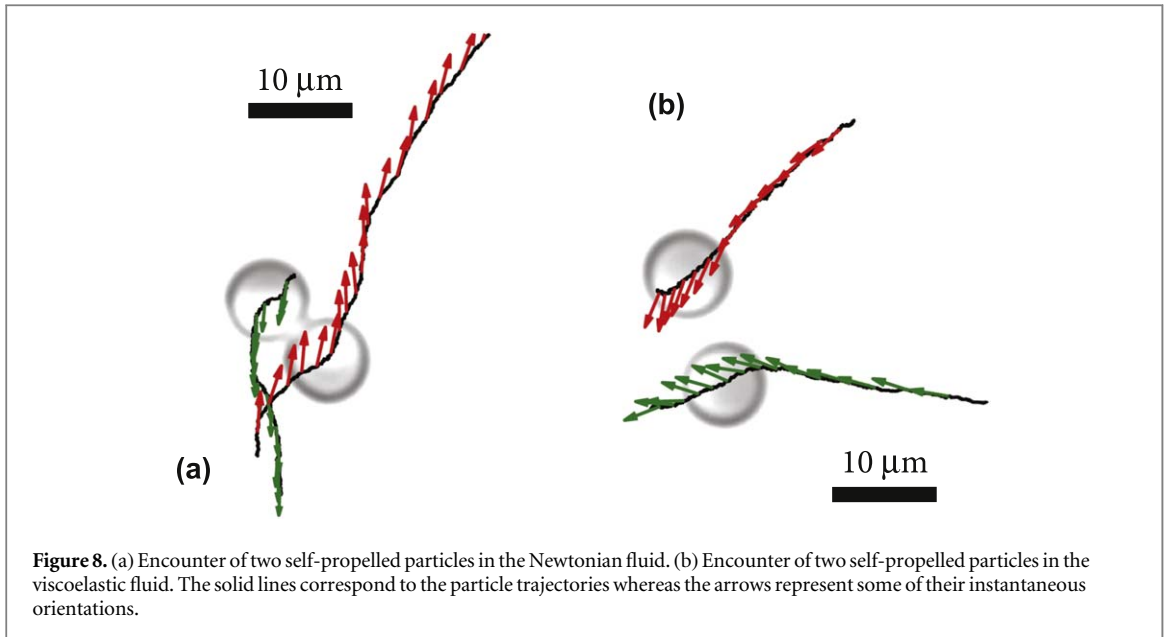 10 μm
(b)
(a)
10 μm
Figure 8. (a) Encounter of two self-propelled particles in the Newtonian fluid. (b) Encounter of two self-propelled particles in the
viscoelastic fluid. The solid lines correspond to the particle trajectories whereas the arrows represent some of their instantaneous
orientations.